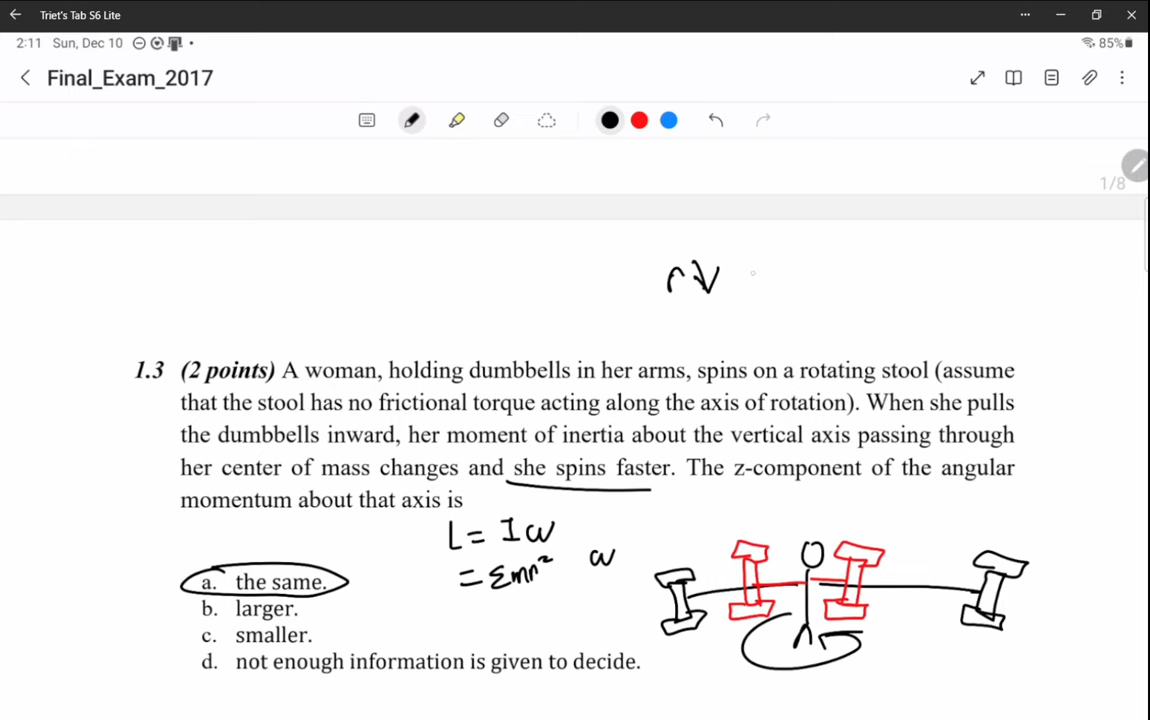 Triet's Tab S6 Lite
2:11 Sun, Dec 10
85%
Final_Exam_2017
1/8
rv
1.3 (2 points) A woman, holding dumbbells in her arms, spins on a rotating stool (assume
that the stool has no frictional torque acting along the axis of rotation). When she pulls
the dumbbells inward, her moment of inertia about the vertical axis passing through
her center of mass changes and she spins faster. The z-component of the angular
momentum about that axis is
L = I ω
= Σmr² ω
a. the same.
b. larger.
c. smaller.
d. not enough information is given to decide.